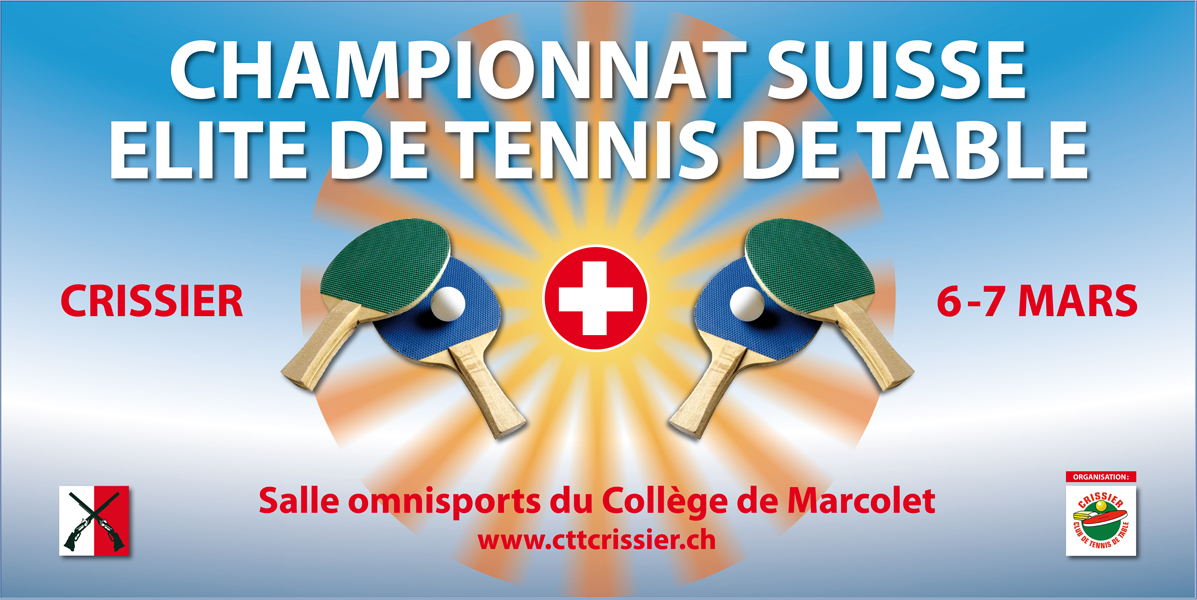 CHAMPIONNAT SUISSE
ELITE DE TENNIS DE TABLE
CRISSIER
6-7 MARS
Salle omnisports du Collège de Marcolet
www.cttcrissier.ch
ORGANISATION:
CRISSIER
CLUB DE TENNIS DE TABLE